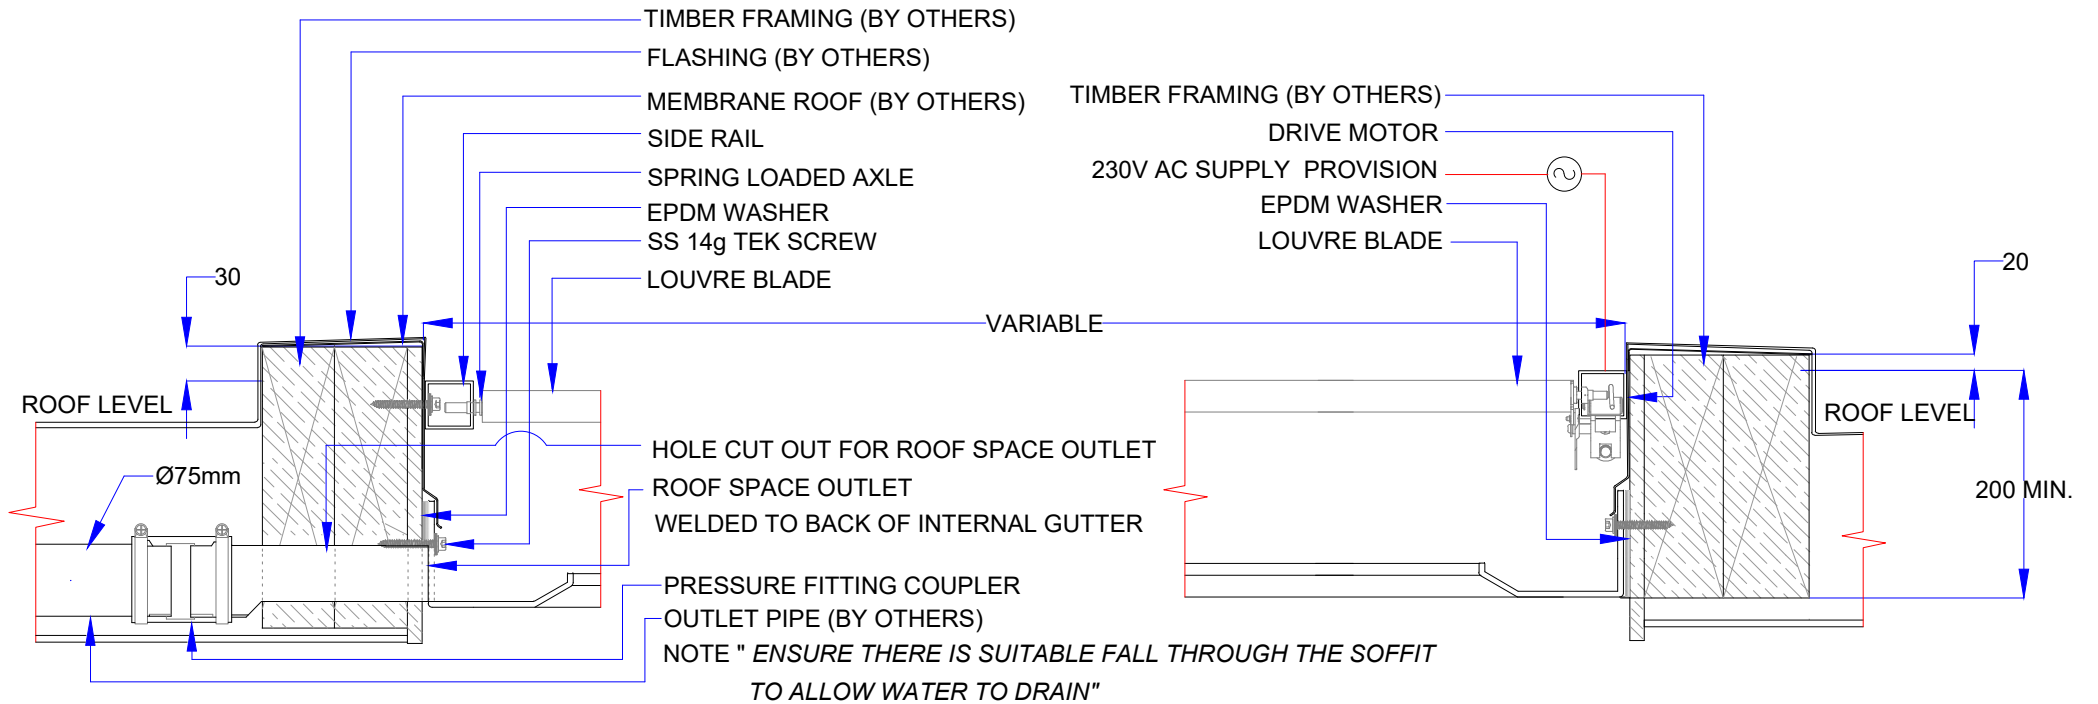 TIMBER FRAMING (BY OTHERS)
FLASHING (BY OTHERS)
MEMBRANE ROOF (BY OTHERS)
SIDE RAIL
SPRING LOADED AXLE
EPDM WASHER
SS 14g TEK SCREW
LOUVRE BLADE
TIMBER FRAMING (BY OTHERS)
DRIVE MOTOR
230V AC SUPPLY PROVISION
EPDM WASHER
LOUVRE BLADE
30
20
VARIABLE
ROOF LEVEL
ROOF LEVEL
Ø75mm
200 MIN.
HOLE CUT OUT FOR ROOF SPACE OUTLET
ROOF SPACE OUTLET
WELDED TO BACK OF INTERNAL GUTTER
PRESSURE FITTING COUPLER
OUTLET PIPE (BY OTHERS)
NOTE " ENSURE THERE IS SUITABLE FALL THROUGH THE SOFFIT
TO ALLOW WATER TO DRAIN"